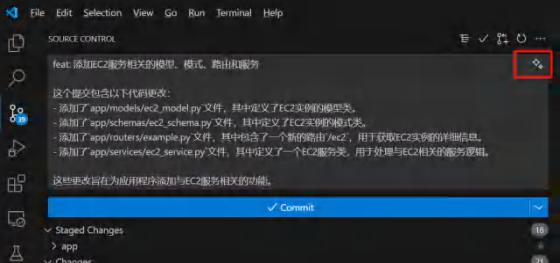 File Edit Selection View Go Run Terminal Help
SOURCE CONTROL
feat: 添加EC2服务相关的模型、模式、路由和服务
这个提交包含以下代码更改：
- 添加了`app/models/ec2_model.py`文件，其中定义了EC2实例的模型类。
- 添加了`app/schemas/ec2_schema.py`文件，其中定义了EC2实例的模式类。
- 添加了`app/routers/example.py`文件，其中包含了一个新的路由`/ec2`，用于获取EC2实例的详细信息。
- 添加了`app/services/ec2_service.py`文件，其中定义了一个EC2服务类，用于处理与EC2相关的服务逻辑。
这些更改旨在为应用程序添加与EC2服务相关的功能。
39
Commit
Staged Changes 16
app
Changes 21